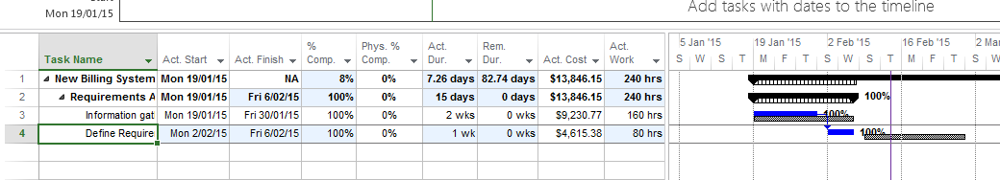 Start
Mon 19/01/15
Add tasks with dates to the timeline
Task Name Act. Start Act. Finish % Comp. Phys. % Comp. Act. Dur. Rem. Dur. Act. Cost Act. Work
5 Jan '15 19 Jan '15 2 Feb '15 16 Feb '15 2 Mar
S W S T M F T S W S T M
1 New Billing System Mon 19/01/15 NA 8% 0% 7.26 days 82.74 days $13,846.15 240 hrs
2 Requirements A Mon 19/01/15 Fri 6/02/15 100% 0% 15 days 0 days $13,846.15 240 hrs 100%
3 Information gat Mon 19/01/15 Fri 30/01/15 100% 0% 2 wks 0 wks $9,230.77 160 hrs 100%
4 Define Require Mon 2/02/15 Fri 6/02/15 100% 0% 1 wk 0 wks $4,615.38 80 hrs 100%